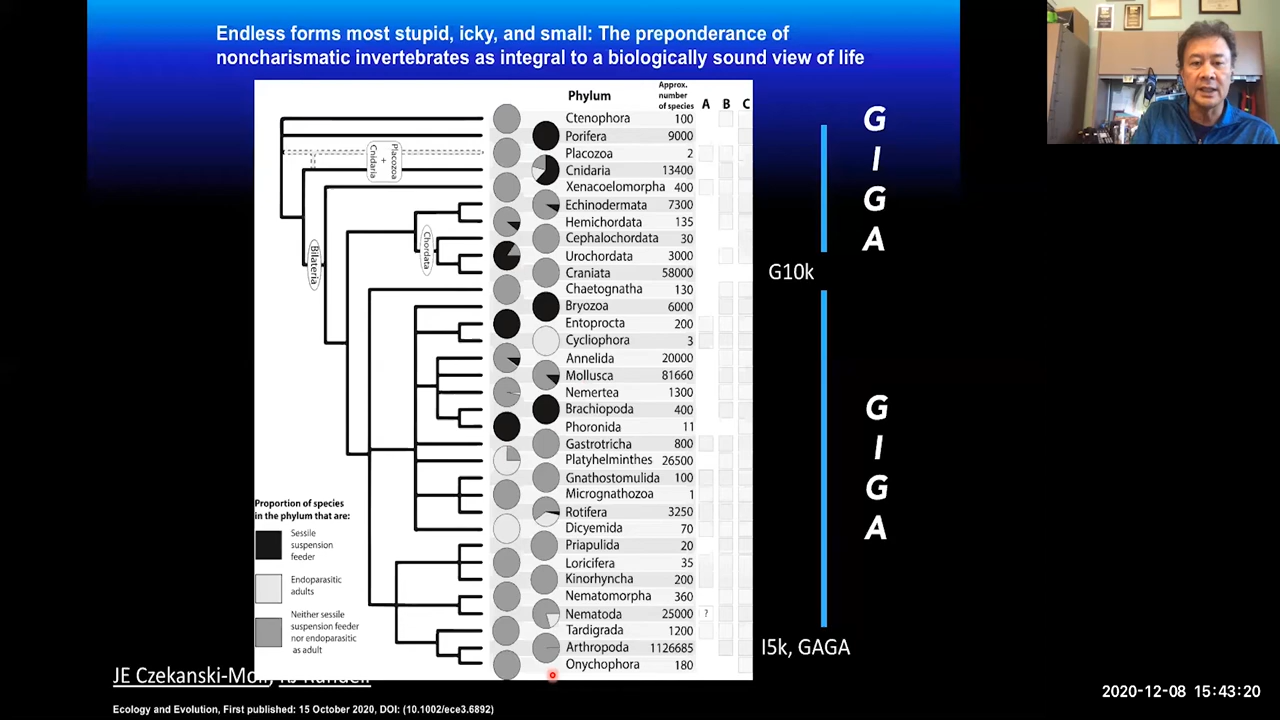 Endless forms most stupid, icky, and small: The preponderance of
noncharismatic invertebrates as integral to a biologically sound view of life
Phylum Approx. number of species A B C
Ctenophora 100
Porifera 9000
Placozoa 2
Cnidaria 13400
Xenacoelomorpha 400
Echinodermata 7300
Hemichordata 135
Cephalochordata 30
Urochordata 3000
Craniata 58000
Chaetognatha 130
Bryozoa 6000
Entoprocta 200
Cycliophora 3
Annelida 20000
Mollusca 81660
Nemertea 1300
Brachiopoda 400
Phoronida 11
Gastrotricha 800
Platyhelminthes 26500
Gnathostomulida 100
Micrognathozoa 1
Rotifera 3250
Dicyemida 70
Priapulida 20
Loricifera 35
Kinorhyncha 200
Nematomorpha 360
Nematoda 25000 ?
Tardigrada 1200
Arthropoda 1126685
Onychophora 180
Placozoa
+
Cnidaria
Chordata
Bilateria
Proportion of species
in the phylum that are:
Sessile
suspension
feeder
Endoparasitic
adults
Neither sessile
suspension feeder
nor endoparasitic
as adult
G
I
G
A
G10k
G
I
G
A
I5k, GAGA
JE Czekanski-Moir,
Ecology and Evolution, First published: 15 October 2020, DOI: (10.1002/ece3.6892)
2020-12-08 15:43:20